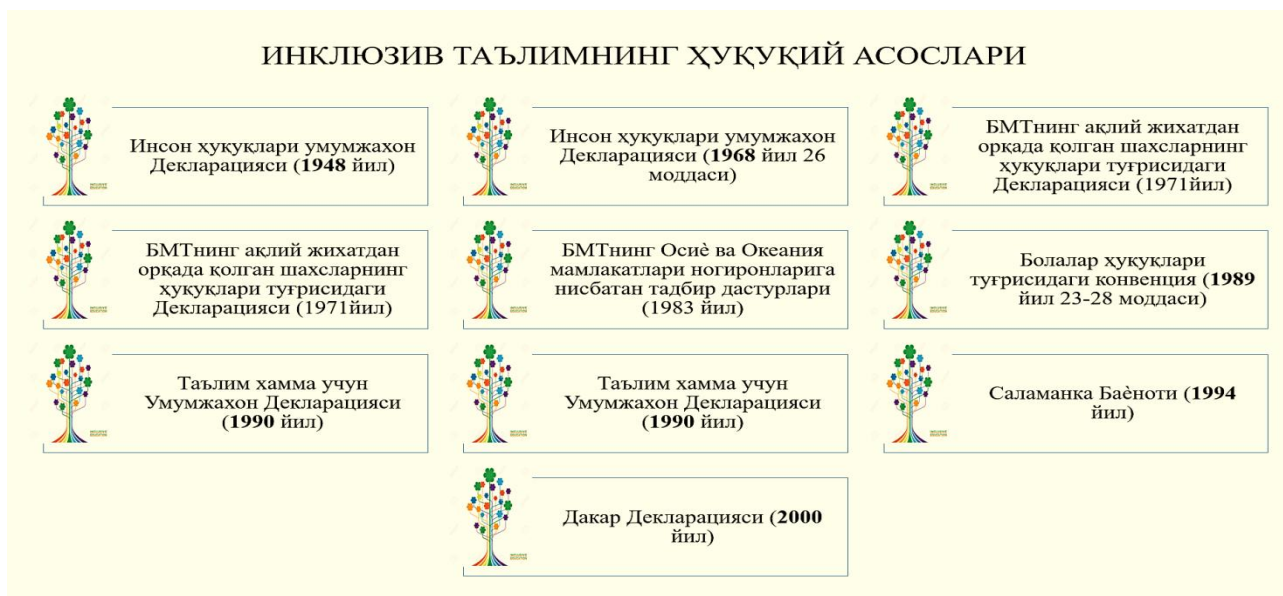 ИНКЛЮЗИВ ТАЪЛИМНИНГ ҲУҚУҚИЙ АСОСЛАРИ
Инсон ҳуқуқлари умумжахон
Декларацияси (1948 йил)
Инсон ҳуқуқлари умумжахон
Декларацияси (1968 йил 26
моддаси)
БМТнинг ақлий жихатдан
орқада қолган шахсларнинг
ҳуқуқлари туғрисидаги
Декларацияси (1971йил)
БМТнинг ақлий жихатдан
орқада қолган шахсларнинг
ҳуқуқлари туғрисидаги
Декларацияси (1971йил)
БМТнинг Осиѐ ва Океания
мамлакатлари ногиронларига
нисбатан тадбир дастурлари
(1983 йил)
Болалар ҳуқуқлари
туғрисидаги конвенция (1989
йил 23-28 моддаси)
Таълим хамма учун
Умумжахон Декларацияси
(1990 йил)
Таълим хамма учун
Умумжахон Декларацияси
(1990 йил)
Саламанка Баѐноти (1994
йил)
Дакар Декларацияси (2000
йил)